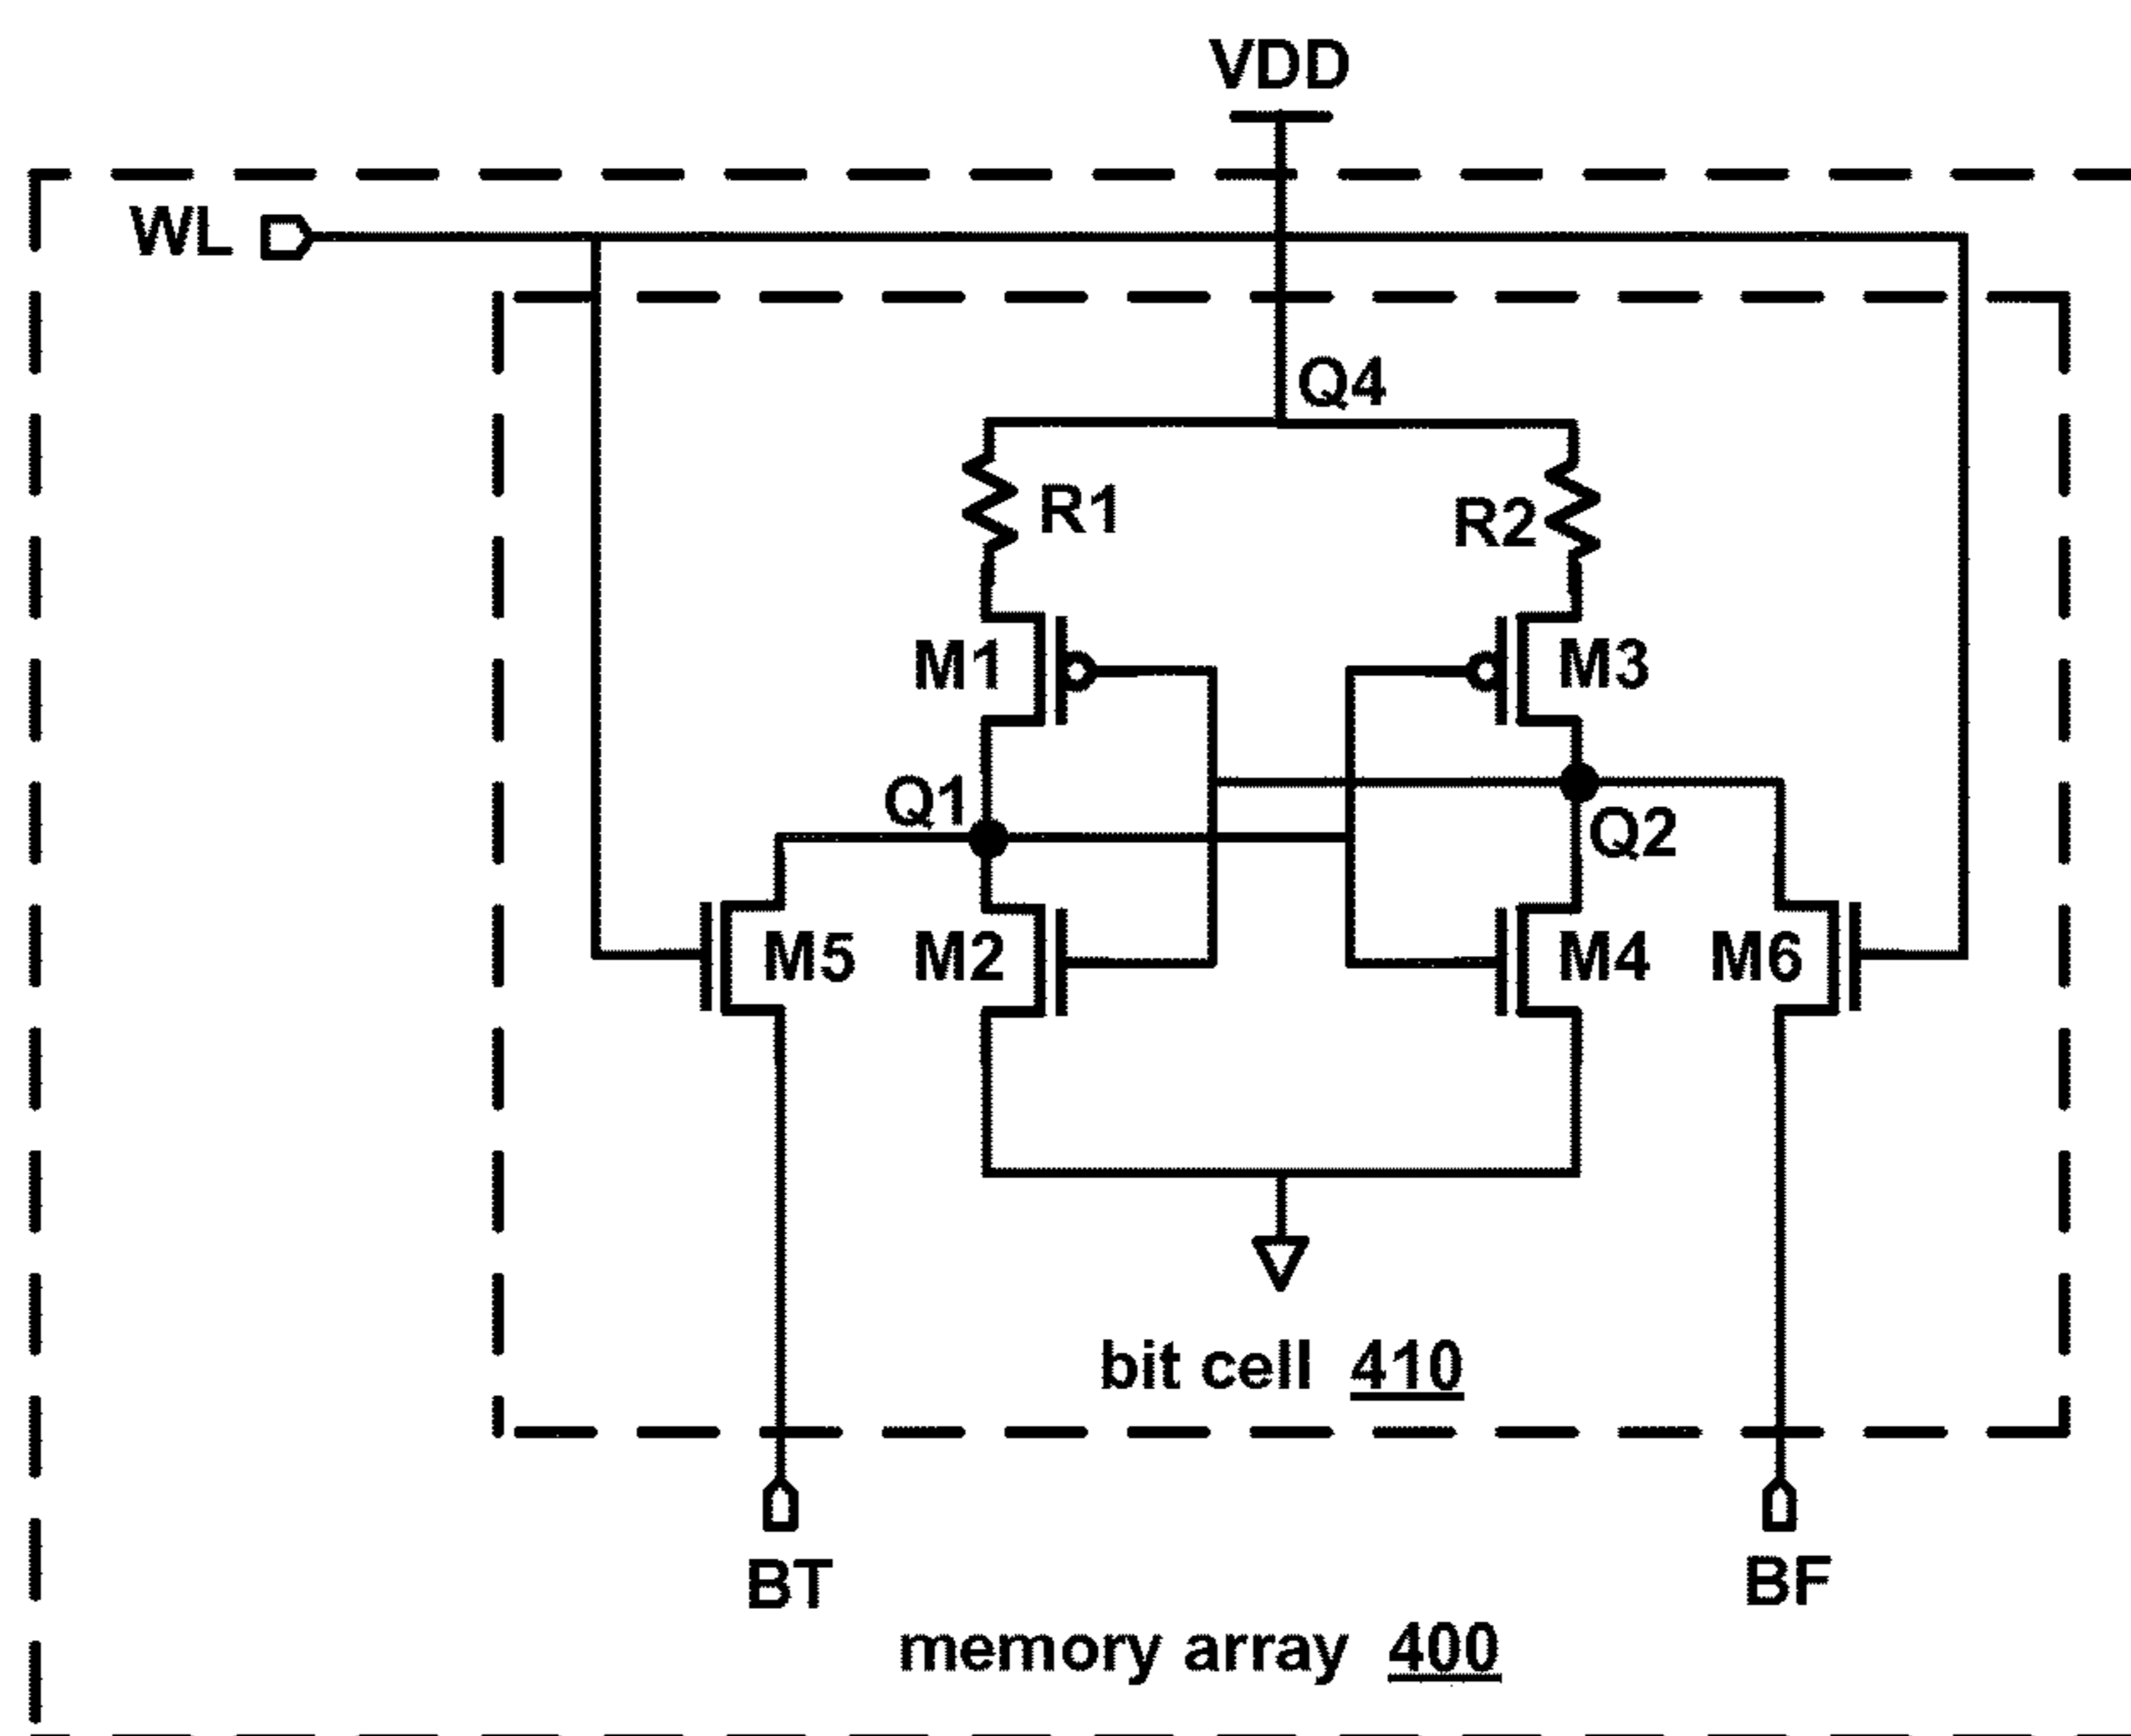 VDD
WL
Q4
R1
R2
M1
M3
Q1
Q2
M5
M2
M4
M6
bit cell 410
BT
BF
memory array 400